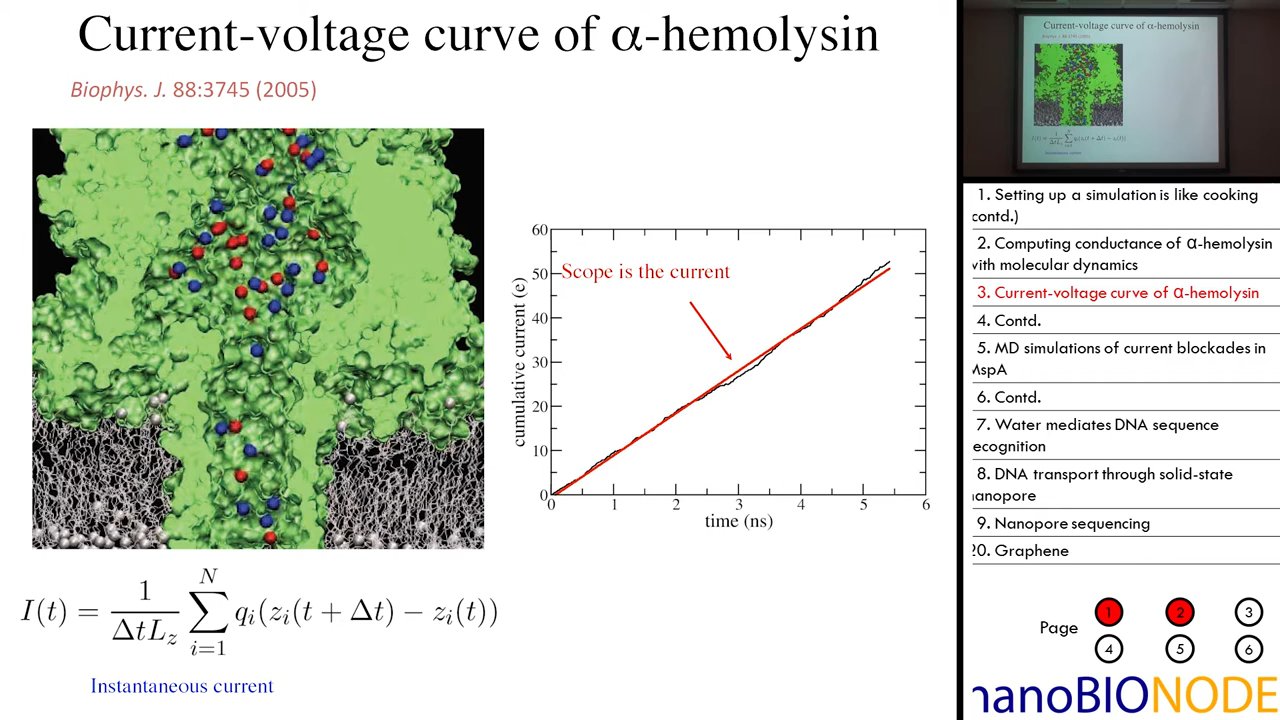 Current-voltage curve of α-hemolysin
Biophys. J. 88:3745 (2005)
60
50
40
30
20
10
0
cumulative current (e)
Scope is the current
0 1 2 3 4 5 6
time (ns)
I(t) = 1/(ΔtL_z) ∑_{i=1}^{N} q_i(z_i(t + Δt) − z_i(t))
Instantaneous current
Current-voltage curve of α-hemolysin
1. Setting up a simulation is like cooking
contd.)
2. Computing conductance of α-hemolysin
with molecular dynamics
3. Current-voltage curve of α-hemolysin
4. Contd.
5. MD simulations of current blockades in
MspA
6. Contd.
7. Water mediates DNA sequence
ecognition
8. DNA transport through solid-state
nanopore
9. Nanopore sequencing
20. Graphene
Page
1 2 3
4 5 6
nanoBIONODE